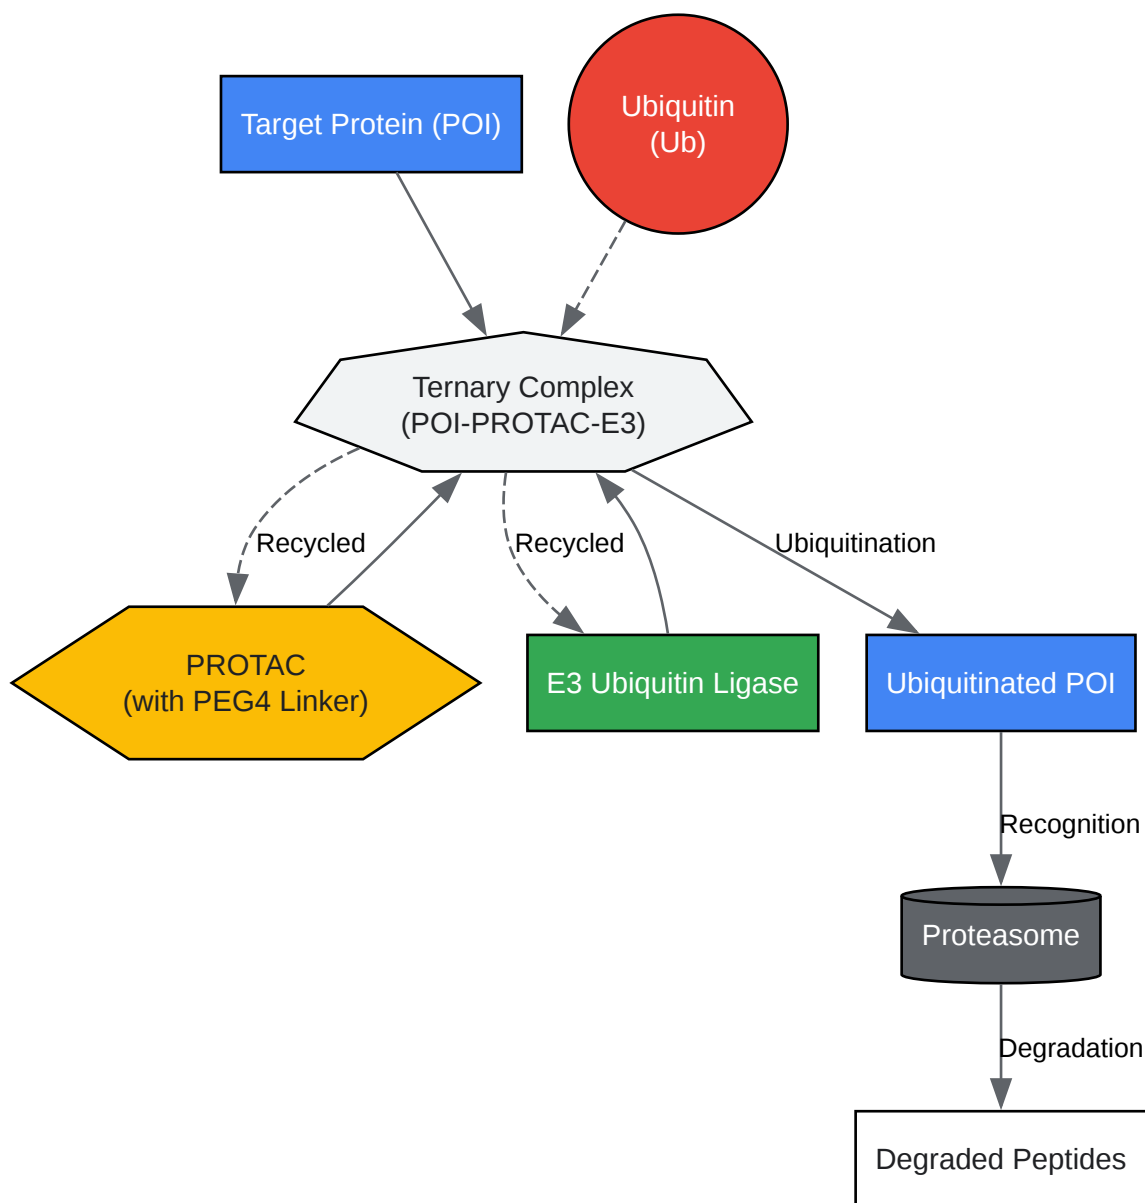 Target Protein (POI)
Ubiquitin
(Ub)
Ternary Complex
(POI-PROTAC-E3)
Recycled
Recycled
Ubiquitination
PROTAC
(with PEG4 Linker)
E3 Ubiquitin Ligase
Ubiquitinated POI
Recognition
Proteasome
Degradation
Degraded Peptides